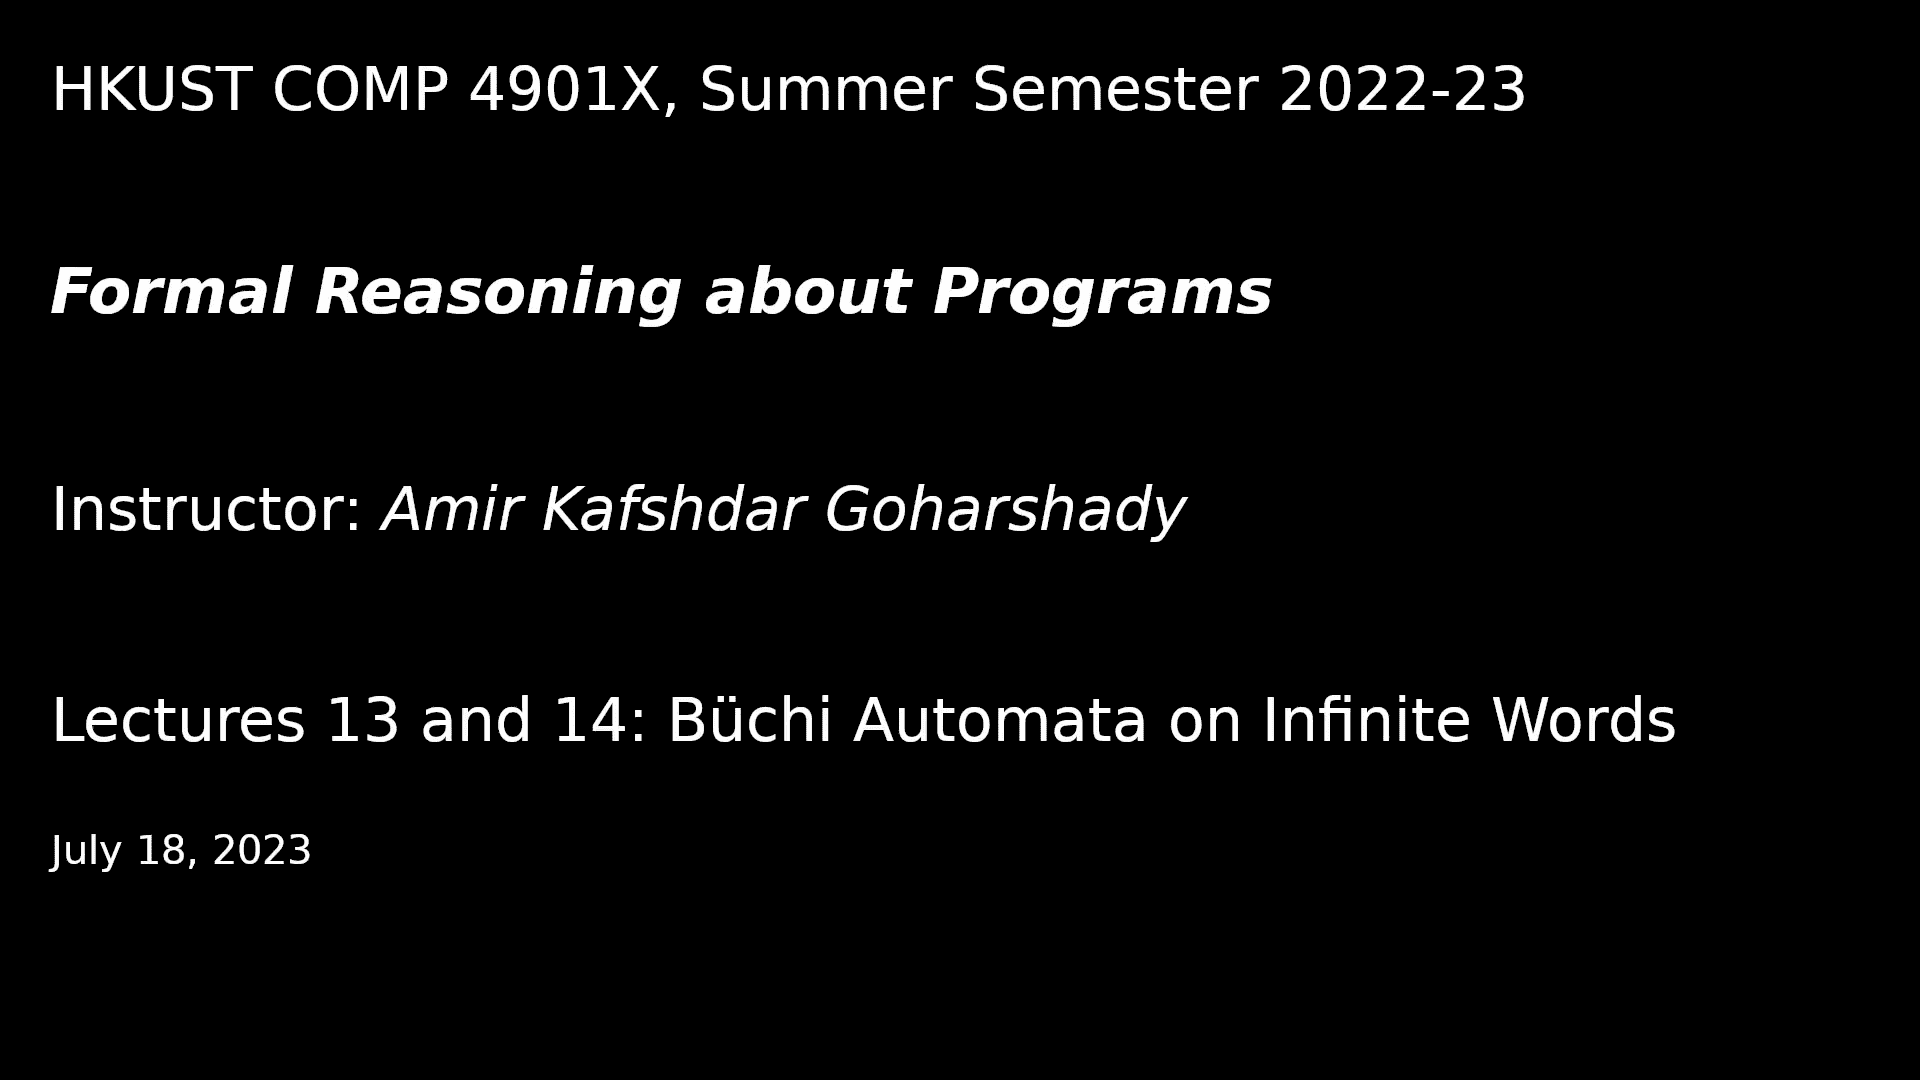 HKUST COMP 4901X, Summer Semester 2022-23
Formal Reasoning about Programs
Instructor: Amir Kafshdar Goharshady
Lectures 13 and 14: Büchi Automata on Infinite Words
July 18, 2023